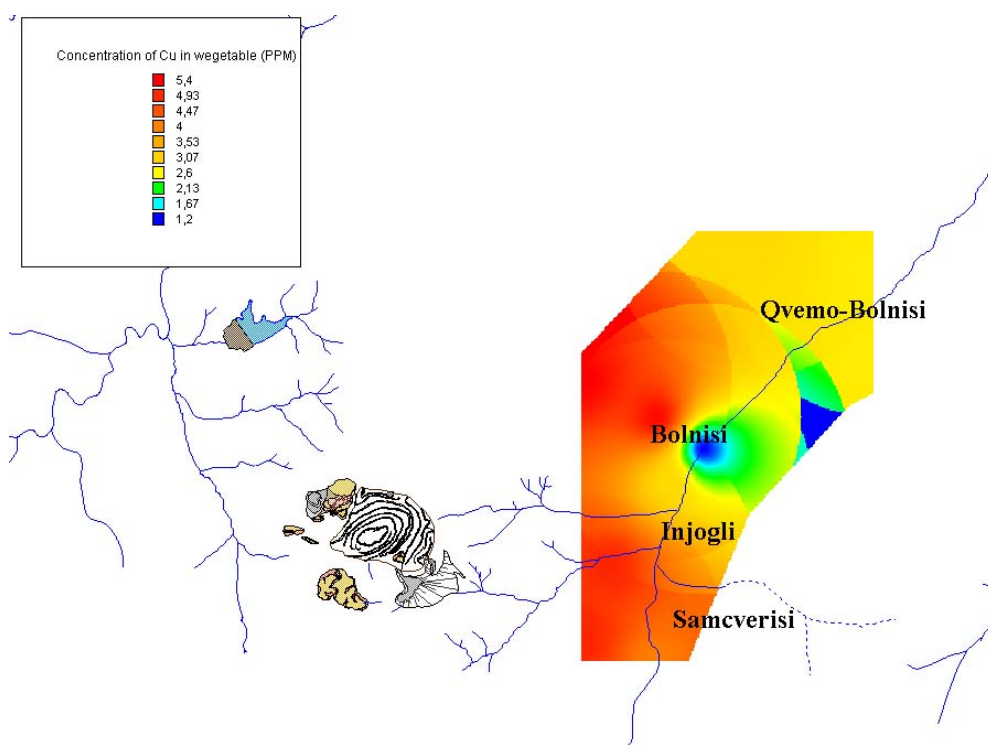 Concentration of Cu in wegetable (PPM)
5,4
4,93
4,47
4
3,53
3,07
2,6
2,13
1,67
1,2
Qvemo-Bolnisi
Bolnisi
Injogli
Samcverisi